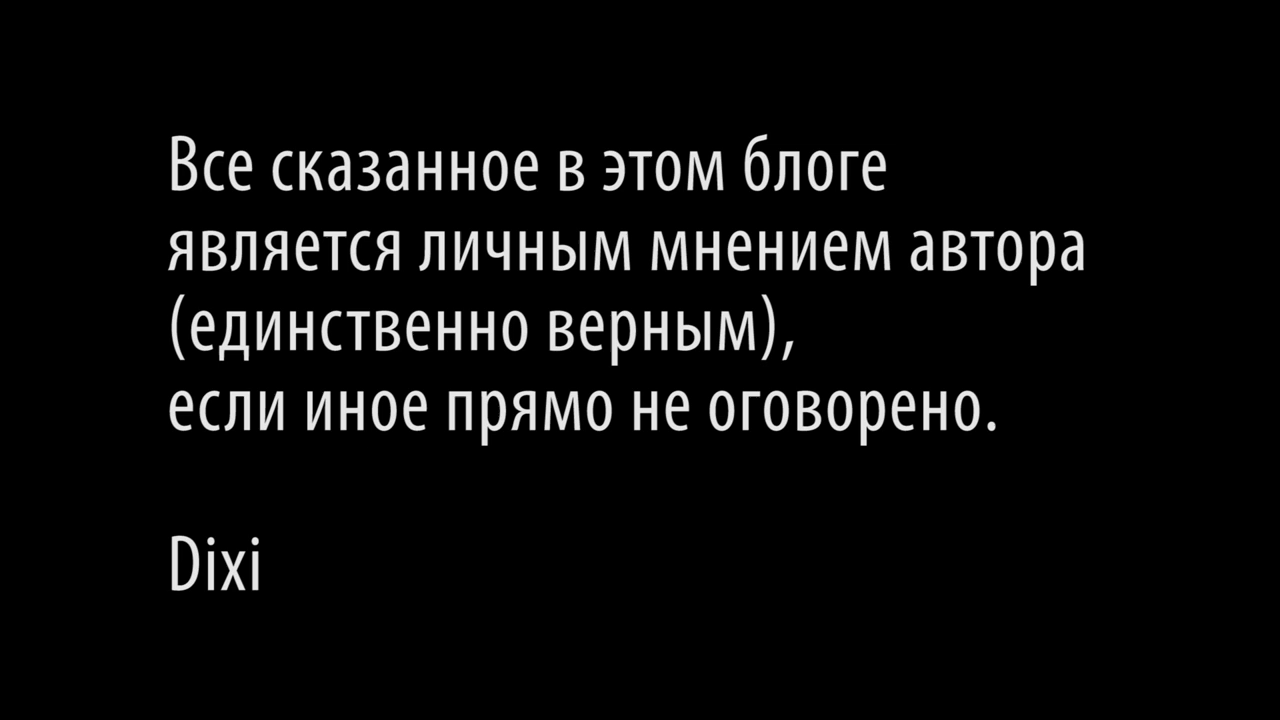 Все сказанное в этом блоге
является личным мнением автора
(единственно верным),
если иное прямо не оговорено.
Dixi